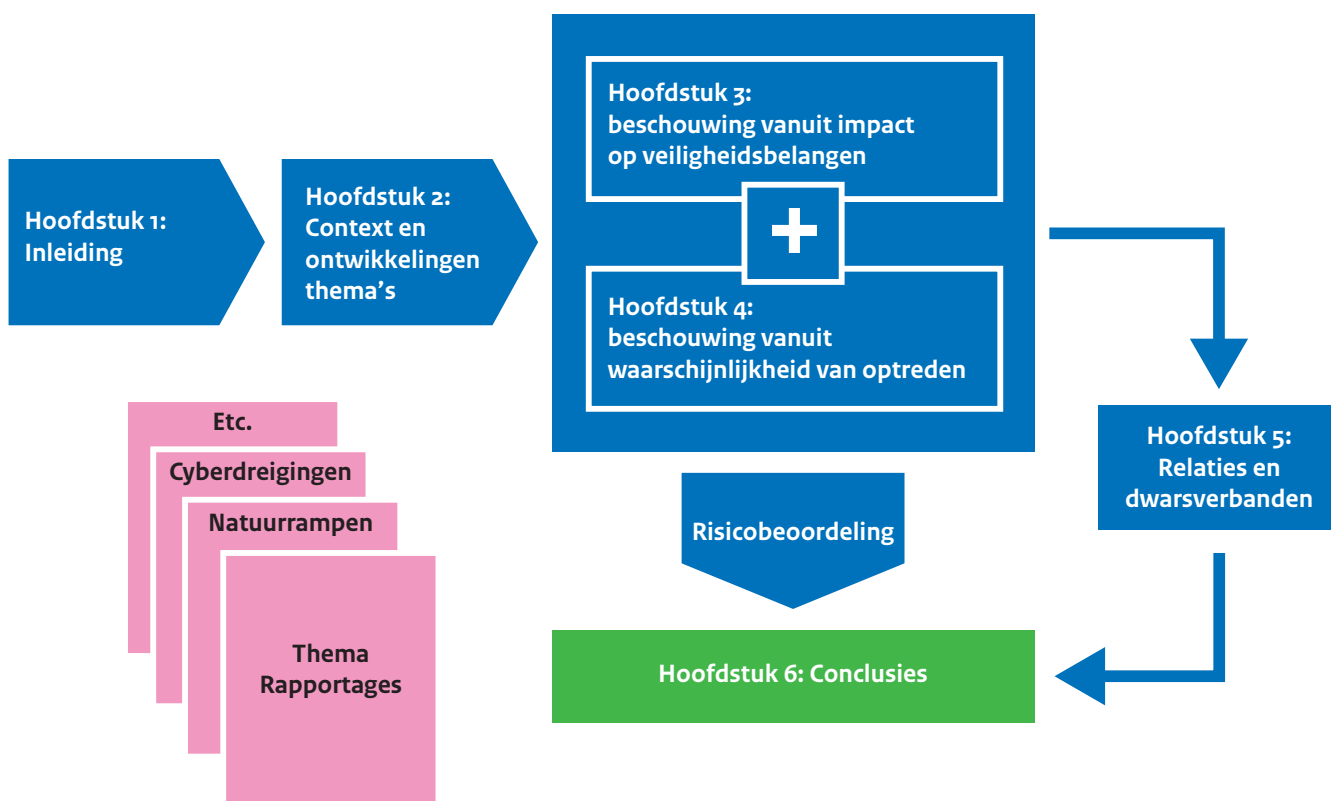 Hoofdstuk 1:
Inleiding
Hoofdstuk 2:
Context en
ontwikkelingen
thema's
Hoofdstuk 3:
beschouwing vanuit impact
op veiligheidsbelangen
+
Hoofdstuk 4:
beschouwing vanuit
waarschijnlijkheid van optreden
Hoofdstuk 5:
Relaties en
dwarsverbanden
Risicobeoordeling
Hoofdstuk 6: Conclusies
Etc.
Cyberdreigingen
Natuurrampen
Thema
Rapportages